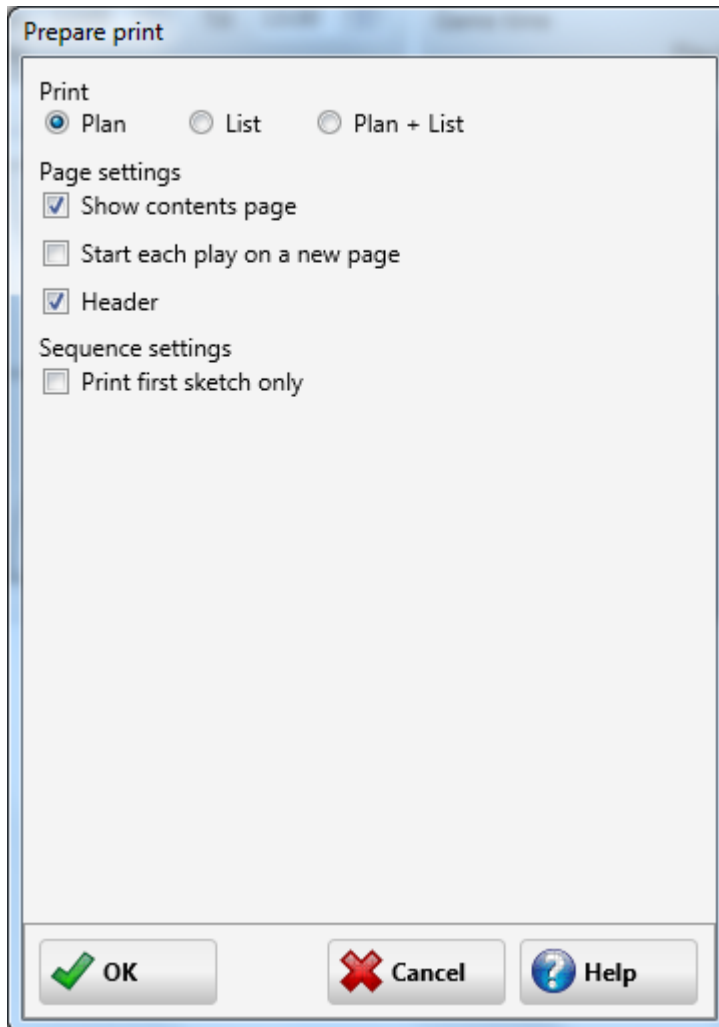 Prepare print
Print
Plan List Plan + List
Page settings
Show contents page
Start each play on a new page
Header
Sequence settings
Print first sketch only
OK Cancel Help